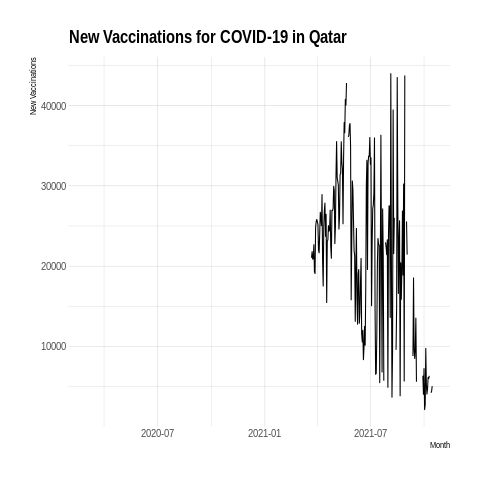 New Vaccinations for COVID-19 in Qatar
New Vaccinations
40000
30000
20000
10000
2020-07
2021-01
2021-07
Month